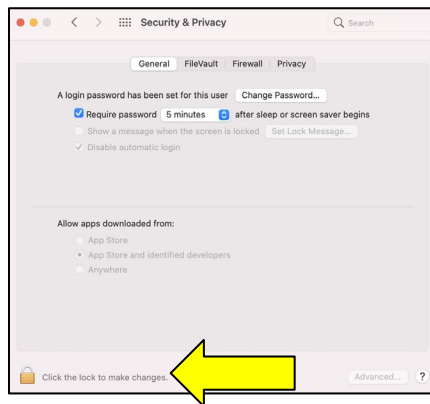 Security & Privacy
Search
General FileVault Firewall Privacy
A login password has been set for this user Change Password...
Require password 5 minutes after sleep or screen saver begins
Show a message when the screen is locked Set Lock Message...
Disable automatic login
Allow apps downloaded from:
App Store
App Store and identified developers
Anywhere
Click the lock to make changes.
Advanced... ?